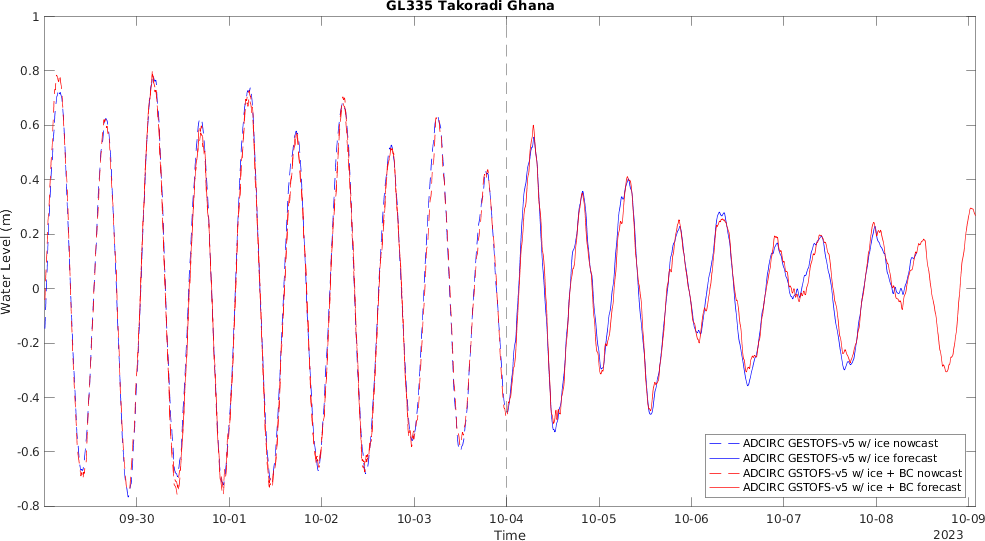 GL335 Takoradi Ghana
1
0.8
0.6
0.4
0.2
0
-0.2
-0.4
-0.6
-0.8
Water Level (m)
ADCIRC GESTOFS-v5 w/ ice nowcast
ADCIRC GESTOFS-v5 w/ ice forecast
ADCIRC GSTOFS-v5 w/ ice + BC nowcast
ADCIRC GSTOFS-v5 w/ ice + BC forecast
09-30 10-01 10-02 10-03 10-04 10-05 10-06 10-07 10-08 10-09
Time 2023